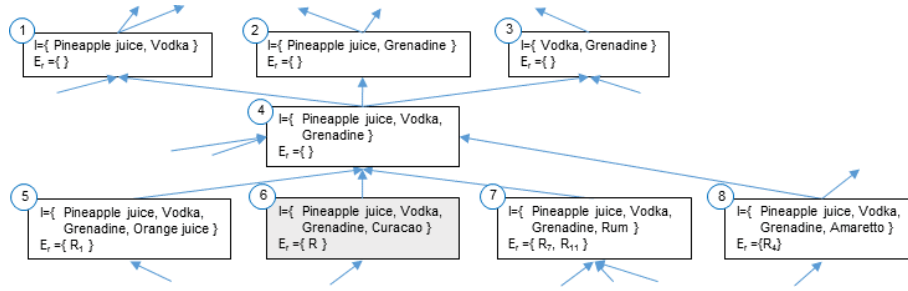 1
I={ Pineapple juice, Vodka }
Er ={ }
2
I={ Pineapple juice, Grenadine }
Er ={ }
3
I={ Vodka, Grenadine }
Er ={ }
4
I={ Pineapple juice, Vodka,
Grenadine }
Er ={ }
5
I={ Pineapple juice, Vodka,
Grenadine, Orange juice }
Er ={ R1 }
6
I={ Pineapple juice, Vodka,
Grenadine, Curacao }
Er ={ R }
7
I={ Pineapple juice, Vodka,
Grenadine, Rum }
Er ={ R7, R11 }
8
I={ Pineapple juice, Vodka,
Grenadine, Amaretto }
Er ={R4}